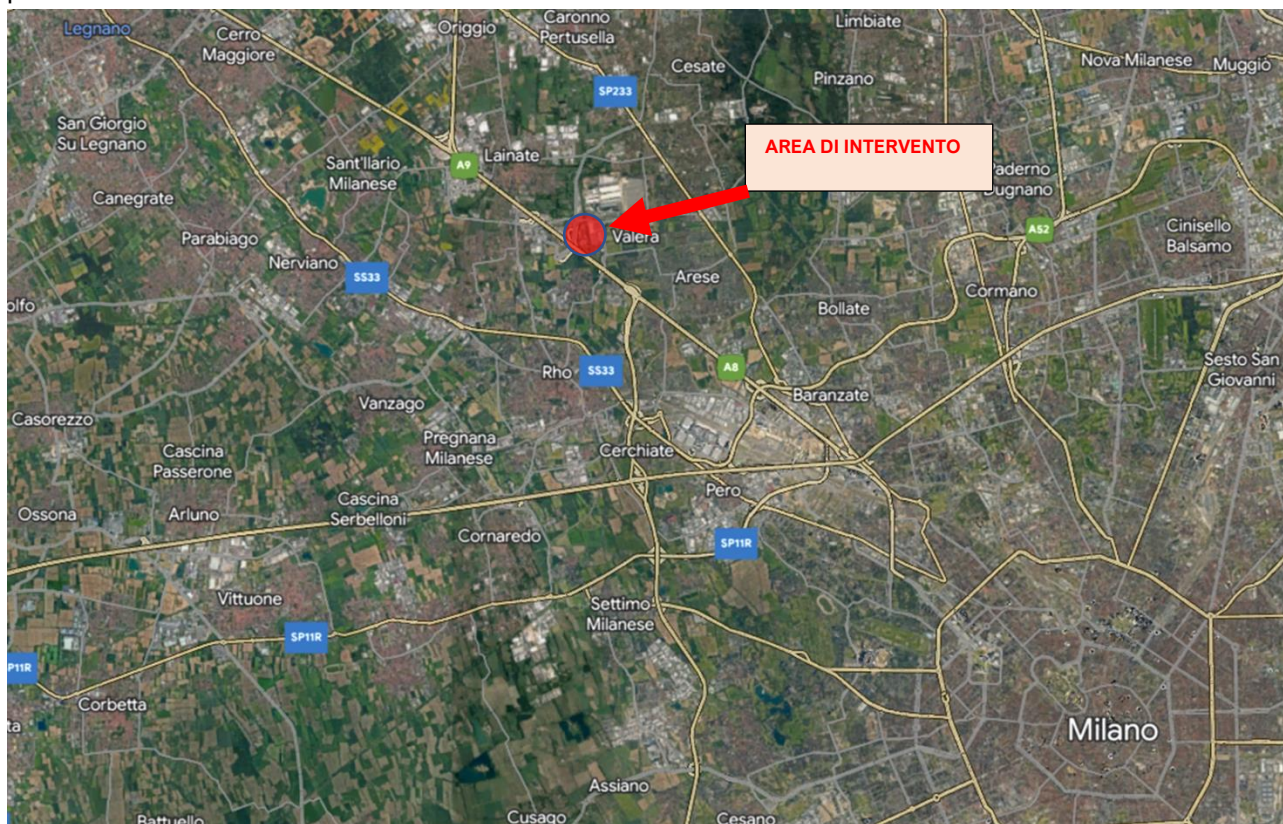 Legnano
Cerro
Maggiore
Origgio
Caronno
Pertusella
Limbiate
Cesate
Pinzano
Nova Milanese
Muggiò
SP233
San Giorgio
Su Legnano
Sant'Ilario
Milanese
A9
Lainate
AREA DI INTERVENTO
Paderno
Dugnano
Canegrate
Parabiago
Valera
A52
Cinisello
Balsamo
Nerviano
SS33
Arese
Cormano
olfo
Bollate
Rho
SS33
A8
Sesto San
Giovanni
Baranzate
Vanzago
Casorezzo
Pregnana
Milanese
Cascina
Passerone
Cerchiate
Pero
Cascina
Serbelloni
Ossona
Arluno
Cornaredo
SP11R
Vittuone
Settimo
Milanese
SP11R
P11R
Corbetta
ta
Milano
Assiano
Battuello
Cusago
Cesano